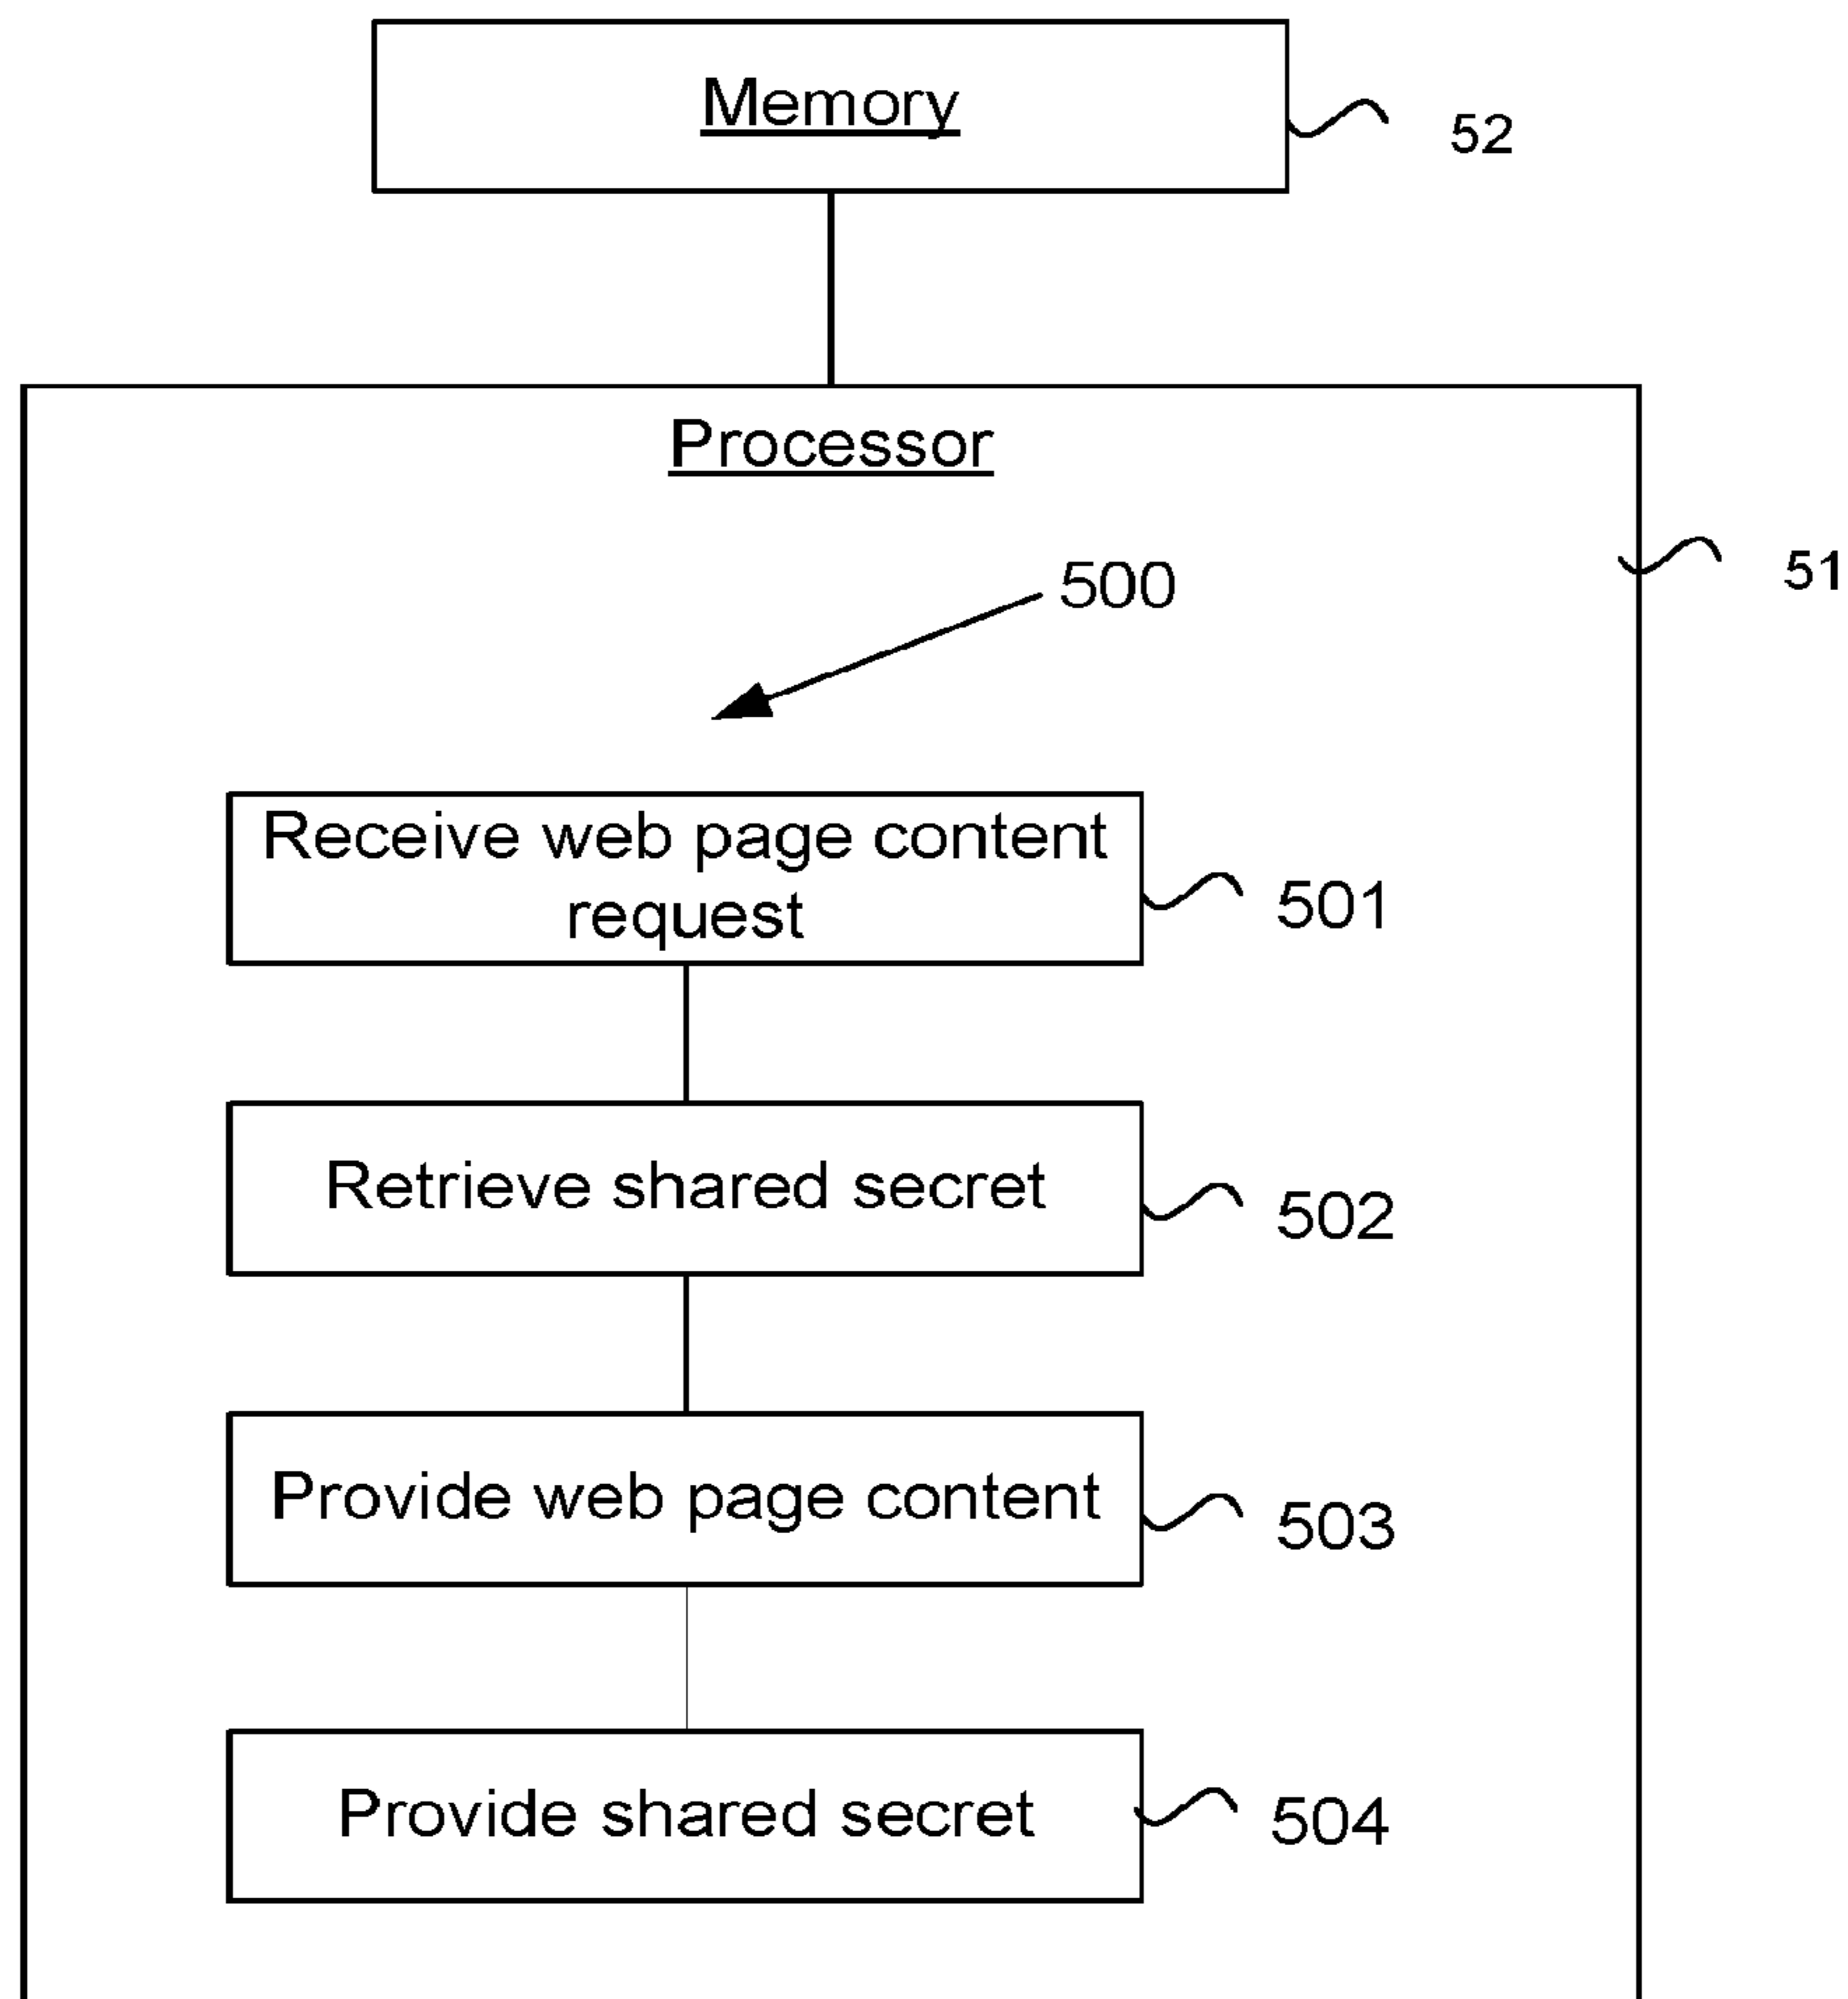 Memory
52
Processor
51
500
Receive web page content
request
501
Retrieve shared secret
502
Provide web page content
503
Provide shared secret
504